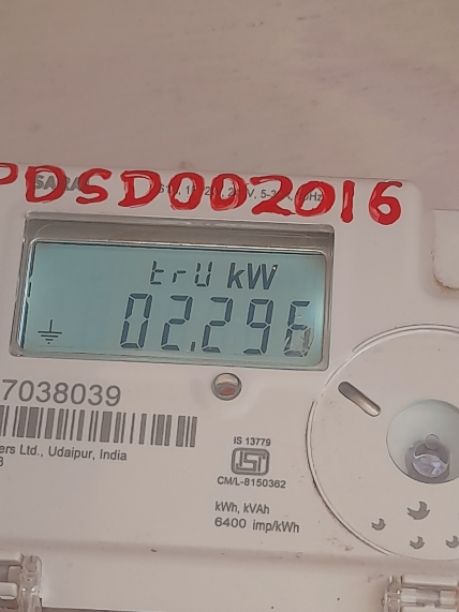 PDSD002016
trU kW
02.296
7038039
ers Ltd., Udaipur, India
IS 13779
CM/L-8150362
kWh, kVAh
6400 imp/kWh